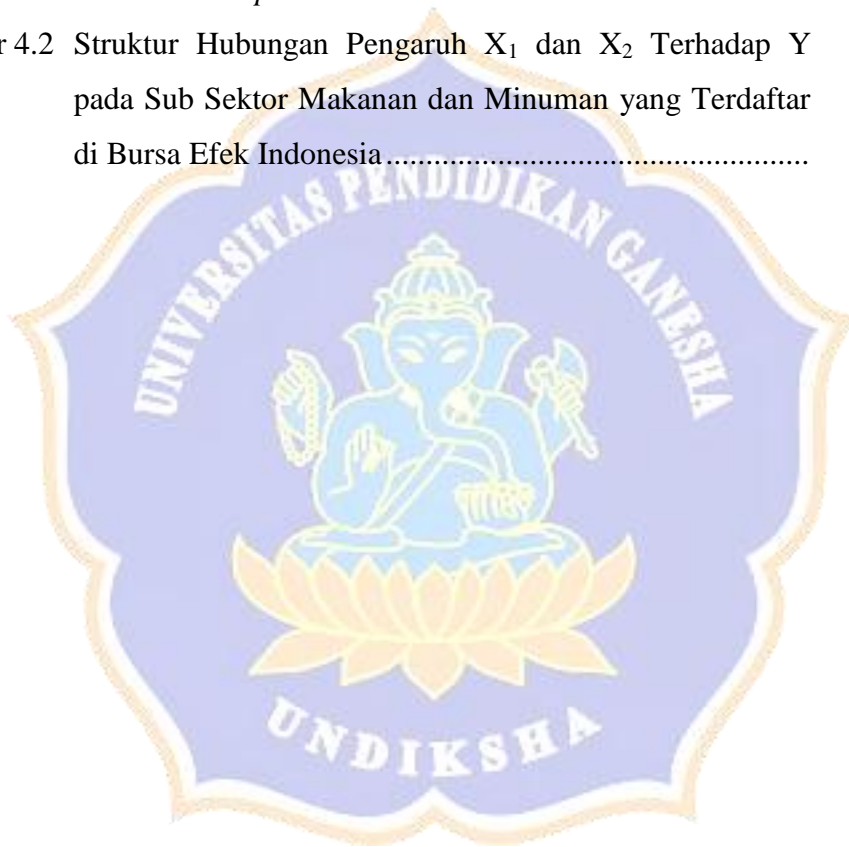 r 4.2 Struktur Hubungan Pengaruh X₁ dan X₂ Terhadap Y
pada Sub Sektor Makanan dan Minuman yang Terdaftar
di Bursa Efek Indonesia........................................................
UNIVERSITAS PENDIDIKAN GANESHA
UNDIKSHA